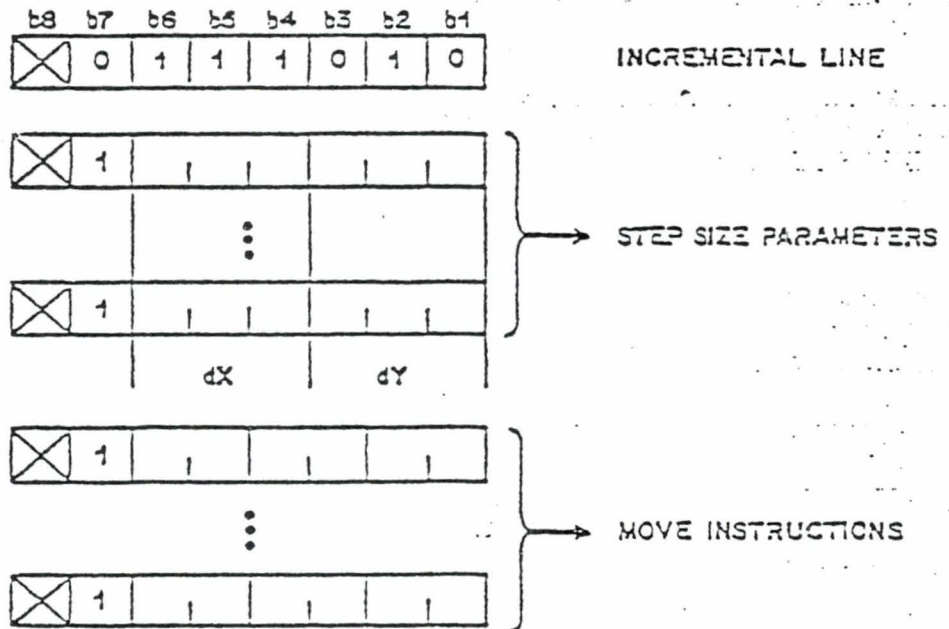 b8 b7 b6 b5 b4 b3 b2 b1
0 1 1 1 0 1 0 INCREMENTAL LINE
1
STEP SIZE PARAMETERS
1
dX dY
1
MOVE INSTRUCTIONS
1